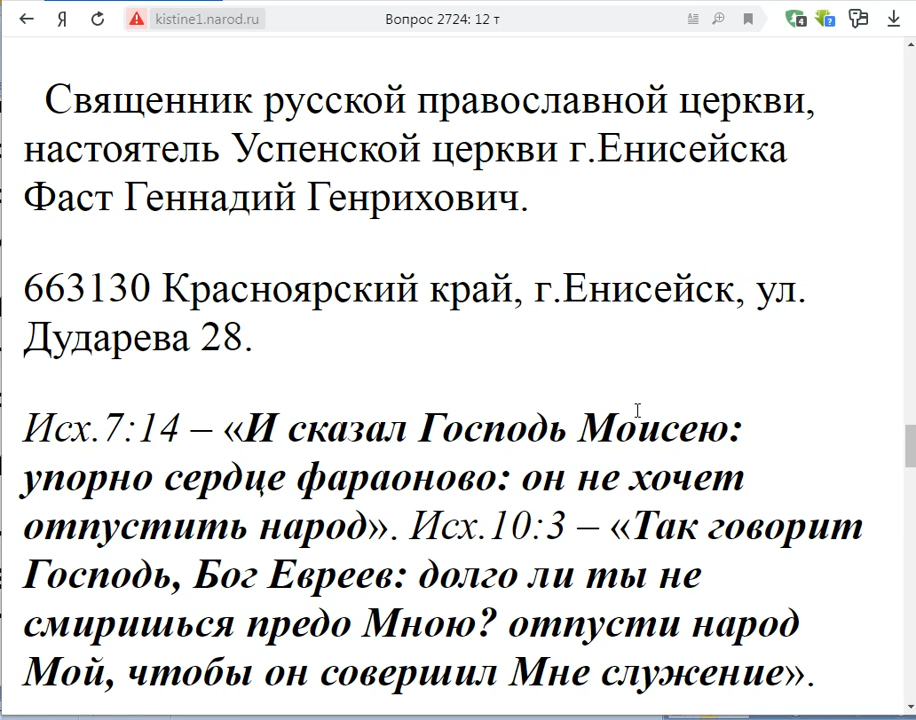 Я kistine1.narod.ru Вопрос 2724: 12 т
4 ?
Священник русской православной церкви,
настоятель Успенской церкви г.Енисейска
Фаст Геннадий Генрихович.
663130 Красноярский край, г.Енисейск, ул.
Дударева 28.
Исх.7:14 – «И сказал Господь Моисею:
упорно сердце фараоново: он не хочет
отпустить народ». Исх.10:3 – «Так говорит
Господь, Бог Евреев: долго ли ты не
смиришься предо Мною? отпусти народ
Мой, чтобы он совершил Мне служение».